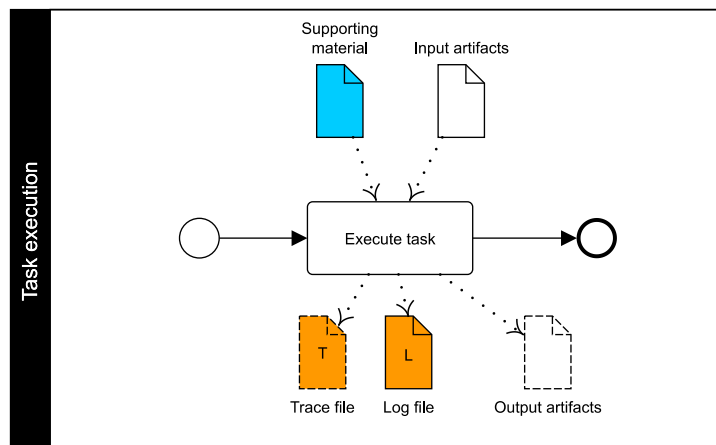 Task execution
Supporting
material
Input artifacts
Execute task
T
L
Trace file
Log file
Output artifacts